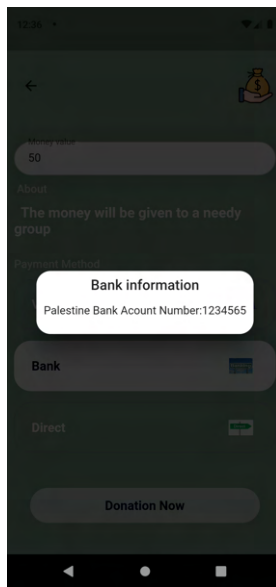 12:26
Money value
50
About
The money will be given to a needy
group
Payment Method
Bank information
Palestine Bank Acount Number:1234565
Bank
Direct
Donation Now